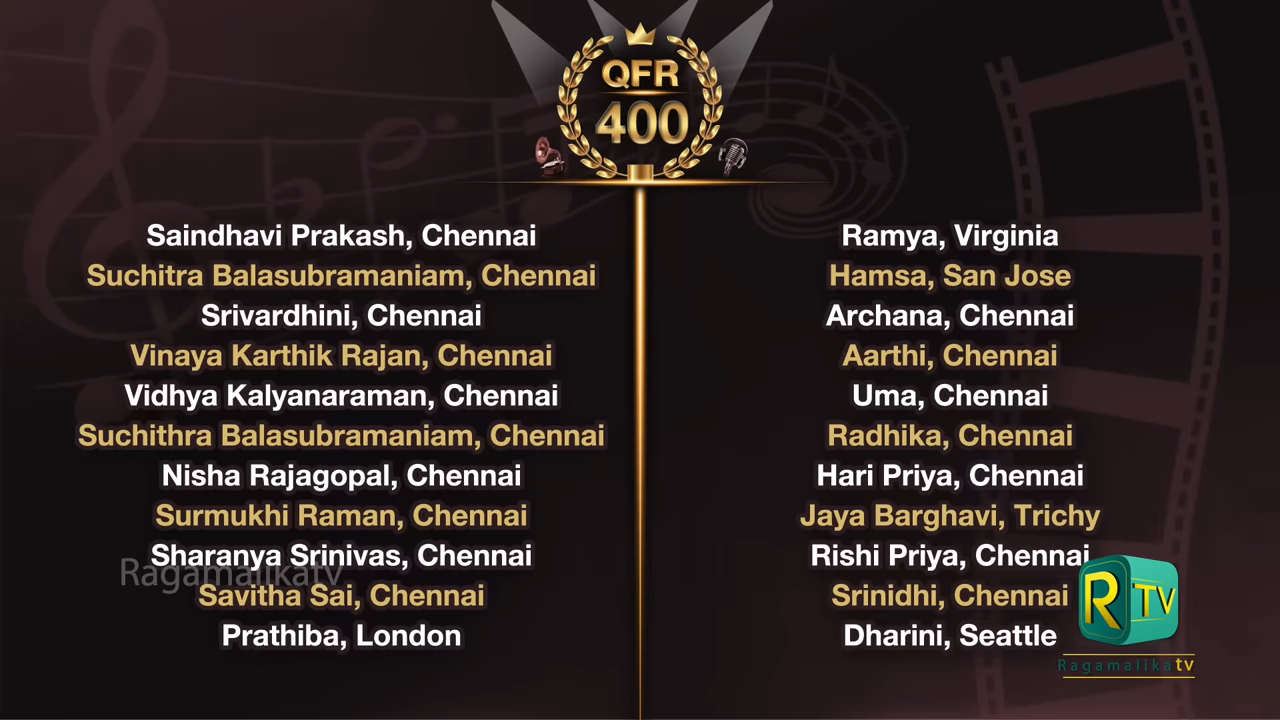 QFR
400
Saindhavi Prakash, Chennai
Suchitra Balasubramaniam, Chennai
Srivardhini, Chennai
Vinaya Karthik Rajan, Chennai
Vidhya Kalyanaraman, Chennai
Suchithra Balasubramaniam, Chennai
Nisha Rajagopal, Chennai
Surmukhi Raman, Chennai
Sharanya Srinivas, Chennai
Savitha Sai, Chennai
Prathiba, London
Ramya, Virginia
Hamsa, San Jose
Archana, Chennai
Aarthi, Chennai
Uma, Chennai
Radhika, Chennai
Hari Priya, Chennai
Jaya Barghavi, Trichy
Rishi Priya, Chennai
Srinidhi, Chennai
Dharini, Seattle
Ragamalikatv
R TV
Ragamalikatv